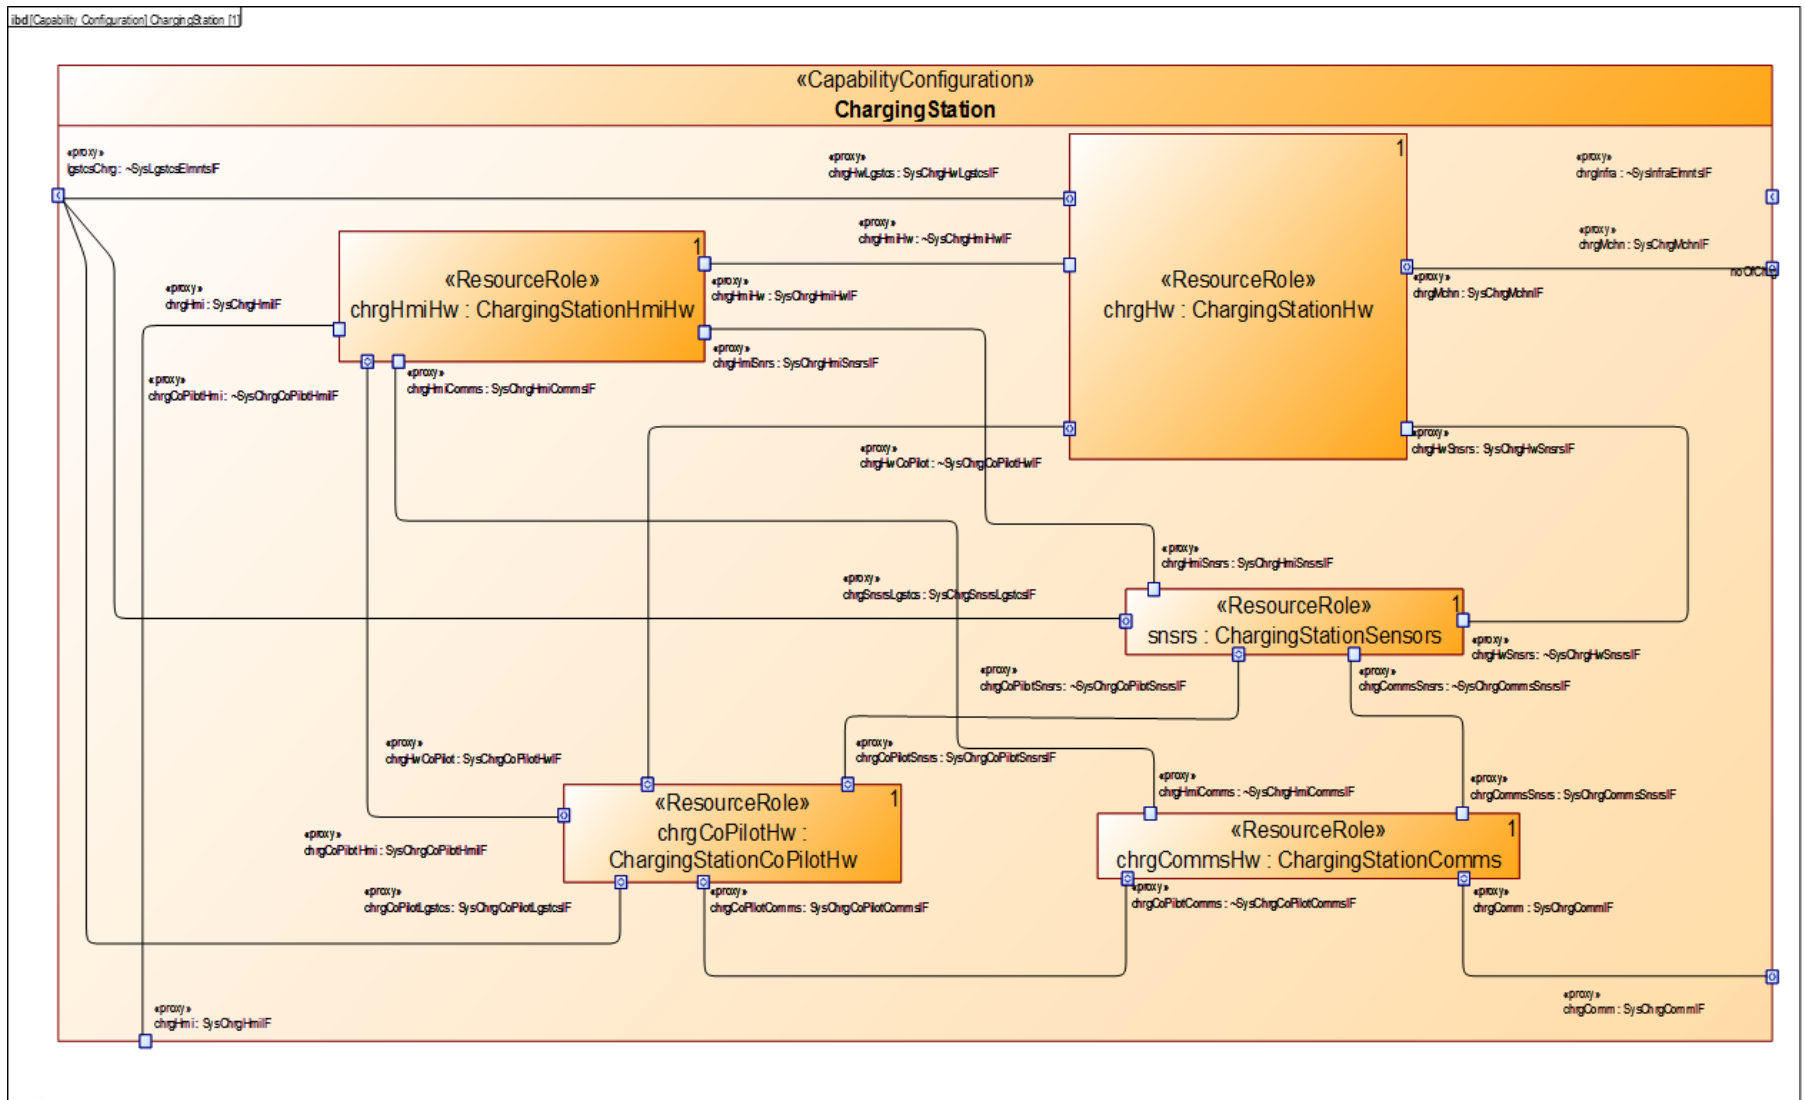 ibd [Capability Configuration] ChargingStation [1]
«CapabilityConfiguration»
ChargingStation
«proxy»
lgstcsChrg : ~SysLgstcsElmntsIF
«proxy»
chrgHwLgstcs : SysChrgHwLgstcsIF
1
«proxy»
chrgInfra : ~SysInfraElmntsIF
«proxy»
chrgHmiHw : ~SysChrgHmiHwIF
«proxy»
chrgMchn : SysChrgMchnIF
noOfChrg
1
«ResourceRole»
chrgHmiHw : ChargingStationHmiHw
«ResourceRole»
chrgHw : ChargingStationHw
«proxy»
chrgHmi : SysChrgHmiIF
«proxy»
chrgHmiHw : SysChrgHmiHwIF
«proxy»
chrgMchn : SysChrgMchnIF
«proxy»
chrgHmiSnrs : SysChrgHmiSnsrsIF
«proxy»
chrgCoPilotHmi : ~SysChrgCoPilotHmiIF
«proxy»
chrgHmiComms : SysChrgHmiCommsIF
«proxy»
chrgHwCoPilot : ~SysChrgCoPilotHwIF
«proxy»
chrgHwSnsrs : SysChrgHwSnsrsIF
«proxy»
chrgHmiSnsrs : SysChrgHmiSnsrsIF
«proxy»
chrgSnsrsLgstcs : SysChrgSnsrsLgstcsIF
1
«ResourceRole»
snsrs : ChargingStationSensors
«proxy»
chrgHwSnsrs : ~SysChrgHwSnsrsIF
«proxy»
chrgCoPilotSnsrs : ~SysChrgCoPilotSnsrsIF
«proxy»
chrgCommsSnsrs : ~SysChrgCommsSnsrsIF
«proxy»
chrgHwCoPilot : SysChrgCoPilotHwIF
«proxy»
chrgCoPilotSnsrs : SysChrgCoPilotSnsrsIF
«proxy»
chrgHmiComms : ~SysChrgHmiCommsIF
«proxy»
chrgCommsSnsrs : SysChrgCommsSnsrsIF
1
«ResourceRole»
chrgCoPilotHw :
ChargingStationCoPilotHw
1
«ResourceRole»
chrgCommsHw : ChargingStationComms
«proxy»
chrgCoPilotHmi : SysChrgCoPilotHmiIF
«proxy»
chrgCoPilotLgstcs : SysChrgCoPilotLgstcsIF
«proxy»
chrgCoPilotComms : SysChrgCoPilotCommsIF
«proxy»
chrgCoPilotComms : ~SysChrgCoPilotCommsIF
«proxy»
chrgComm : SysChrgCommIF
«proxy»
chrgHmi : SysChrgHmiIF
«proxy»
chrgComm : SysChrgCommIF